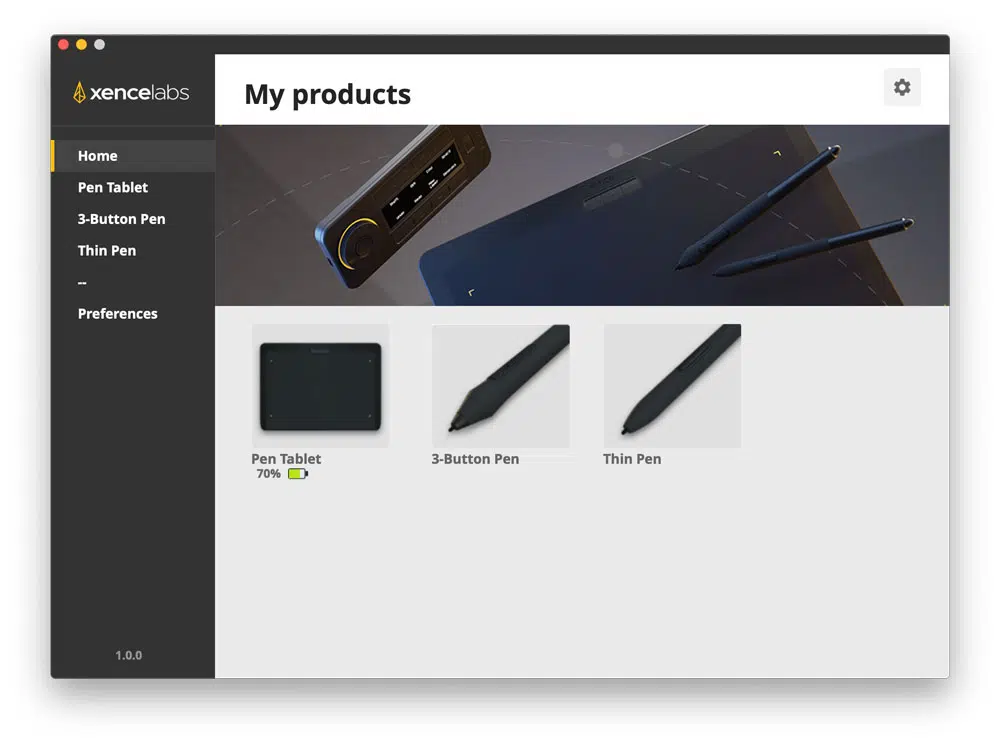 xencelabs
My products
Home
Pen Tablet
3-Button Pen
Thin Pen
--
Preferences
1.0.0
Pen Tablet
70%
3-Button Pen
Thin Pen